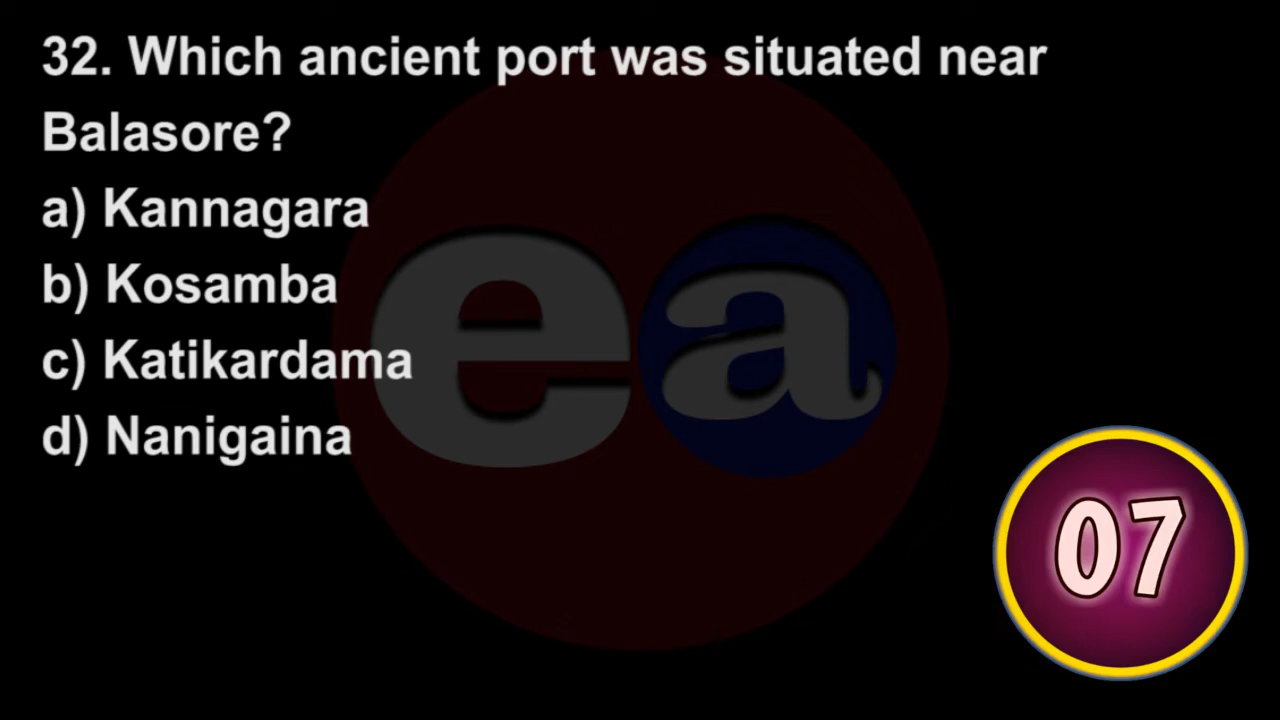 32. Which ancient port was situated near
Balasore?
a) Kannagara
b) Kosamba
c) Katikardama
d) Nanigaina
ea
07